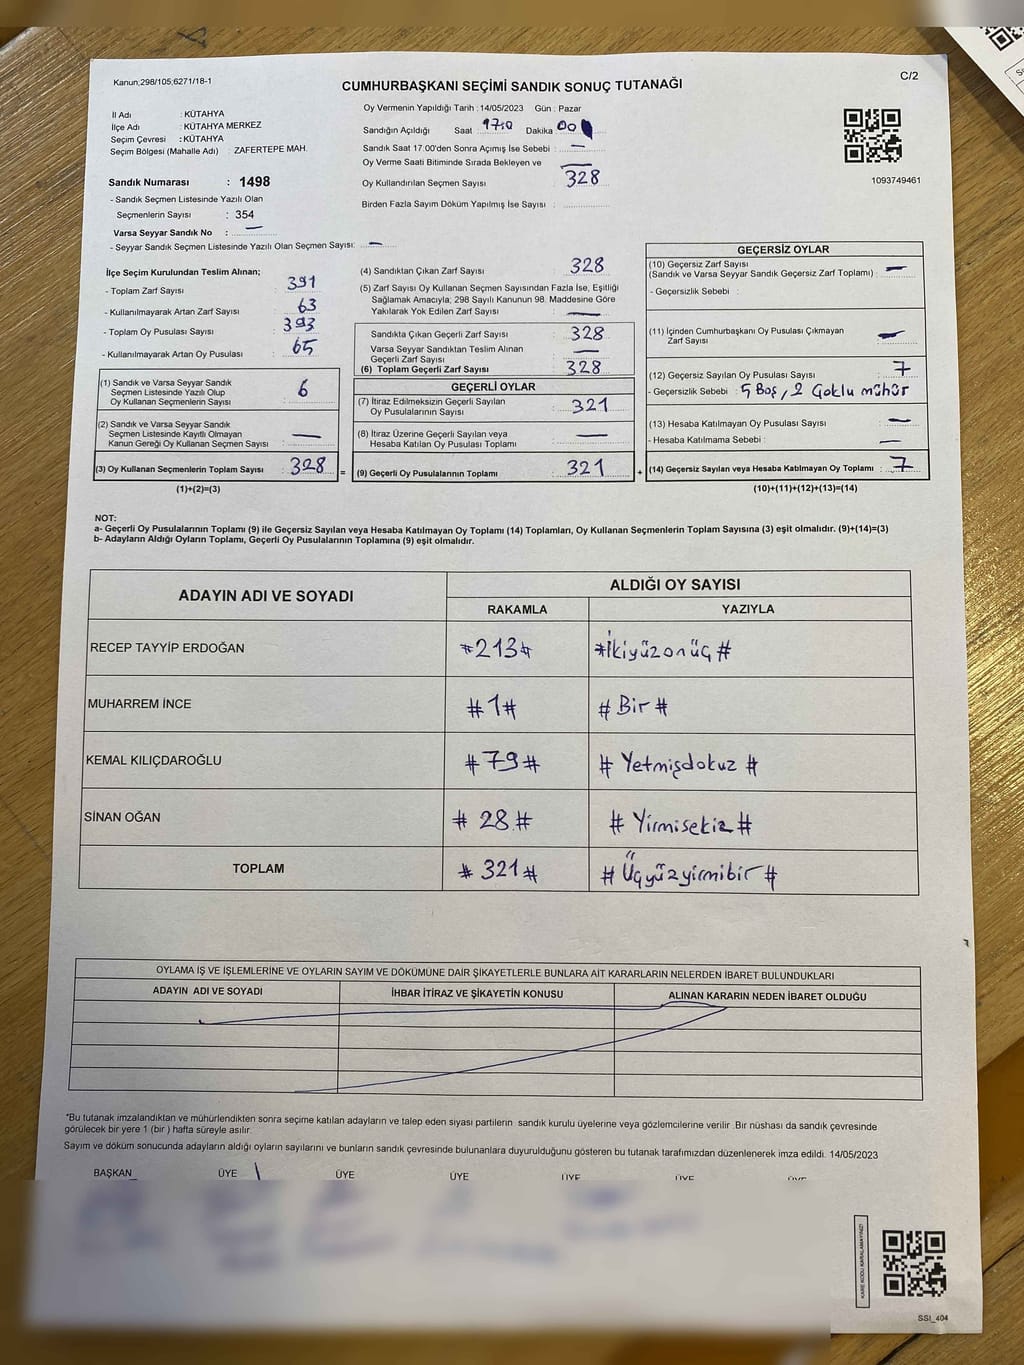 Kanun;298/105;6271/18-1
CUMHURBAŞKANI SEÇİMİ SANDIK SONUÇ TUTANAĞI
C/2
İl Adı : KÜTAHYA
İlçe Adı : KÜTAHYA MERKEZ
Seçim Çevresi : KÜTAHYA
Seçim Bölgesi (Mahalle Adı) : ZAFERTEPE MAH.
Sandık Numarası : 1498
- Sandık Seçmen Listesinde Yazılı Olan
Seçmenlerin Sayısı : 354
Varsa Seyyar Sandık No : —
- Seyyar Sandık Seçmen Listesinde Yazılı Olan Seçmen Sayısı: —
Oy Vermenin Yapıldığı Tarih : 14/05/2023 Gün : Pazar
Sandığın Açıldığı Saat Dakika 00
Sandık Saat 17.00'den Sonra Açımış İse Sebebi : —
Oy Verme Saati Bitiminde Sırada Bekleyen ve —
Oy Kullandırılan Seçmen Sayısı : 328
Birden Fazla Sayım Döküm Yapılmış İse Sayısı :
1093749461
İlçe Seçim Kurulundan Teslim Alınan;
- Toplam Zarf Sayısı : 391
- Kullanılmayarak Artan Zarf Sayısı : 63
- Toplam Oy Pusulası Sayısı : 393
- Kullanılmayarak Artan Oy Pusulası : 65
(1) Sandık ve Varsa Seyyar Sandık
Seçmen Listesinde Yazılı Olup
Oy Kullanan Seçmenlerin Sayısı : 6
(2) Sandık ve Varsa Seyyar Sandık
Seçmen Listesinde Kayıtlı Olmayan
Kanun Gereği Oy Kullanan Seçmen Sayısı : —
(3) Oy Kullanan Seçmenlerin Toplam Sayısı : 328 =
(1)+(2)=(3)
(4) Sandıktan Çıkan Zarf Sayısı : 328
(5) Zarf Sayısı Oy Kullanan Seçmen Sayısından Fazla İse, Eşitliği
Sağlamak Amacıyla; 298 Sayılı Kanunun 98. Maddesine Göre
Yakılarak Yok Edilen Zarf Sayısı : —
Sandıkta Çıkan Geçerli Zarf Sayısı : 328
Varsa Seyyar Sandıktan Teslim Alınan
Geçerli Zarf Sayısı : —
(6) Toplam Geçerli Zarf Sayısı : 328
GEÇERLİ OYLAR
(7) İtiraz Edilmeksizin Geçerli Sayılan
Oy Pusulalarının Sayısı : 321
(8) İtiraz Üzerine Geçerli Sayılan veya
Hesaba Katılan Oy Pusulası Toplamı : —
(9) Geçerli Oy Pusulalarının Toplamı : 321 +
GEÇERSİZ OYLAR
(10) Geçersiz Zarf Sayısı
(Sandık ve Varsa Seyyar Sandık Geçersiz Zarf Toplamı) : —
- Geçersizlik Sebebi :
(11) İçinden Cumhurbaşkanı Oy Pusulası Çıkmayan
Zarf Sayısı : —
(12) Geçersiz Sayılan Oy Pusulası Sayısı : 7
- Geçersizlik Sebebi : 5 Boş, 2 Çoklu mühür
(13) Hesaba Katılmayan Oy Pusulası Sayısı : —
- Hesaba Katılmama Sebebi : —
(14) Geçersiz Sayılan veya Hesaba Katılmayan Oy Toplamı : 7
(10)+(11)+(12)+(13)=(14)
NOT:
a- Geçerli Oy Pusulalarının Toplamı (9) ile Geçersiz Sayılan veya Hesaba Katılmayan Oy Toplamı (14) Toplamları, Oy Kullanan Seçmenlerin Toplam Sayısına (3) eşit olmalıdır. (9)+(14)=(3)
b- Adayların Aldığı Oyların Toplamı, Geçerli Oy Pusulalarının Toplamına (9) eşit olmalıdır.
ADAYIN ADI VE SOYADI ALDIĞI OY SAYISI
RAKAMLA YAZIYLA
RECEP TAYYİP ERDOĞAN #213# #İkiyüzonüç#
MUHARREM İNCE #1# #Bir#
KEMAL KILIÇDAROĞLU #79# #Yetmişdokuz#
SİNAN OĞAN #28# #Yirmisekiz#
TOPLAM #321# #Üçyüzyirmibir#
OYLAMA İŞ VE İŞLEMLERİNE VE OYLARIN SAYIM VE DÖKÜMÜNE DAİR ŞİKAYETLERLE BUNLARA AİT KARARLARIN NELERDEN İBARET BULUNDUKLARI
ADAYIN ADI VE SOYADI İHBAR İTİRAZ VE ŞİKAYETİN KONUSU ALINAN KARARIN NEDEN İBARET OLDUĞU
*Bu tutanak imzalandıktan ve mühürlendikten sonra seçime katılan adayların ve talep eden siyasi partilerin sandık kurulu üyelerine veya gözlemcilerine verilir .Bir nüshası da sandık çevresinde
görülecek bir yere 1 (bir ) hafta süreyle asılır.
Sayım ve döküm sonucunda adayların aldığı oyların sayılarını ve bunların sandık çevresinde bulunanlara duyurulduğunu gösteren bu tutanak tarafımızdan düzenlenerek imza edildi. 14/05/2023
BAŞKAN ÜYE ÜYE ÜYE ÜYE ÜYE ÜYE
KARE KODU KARALAMAYINIZ!
SSI_404